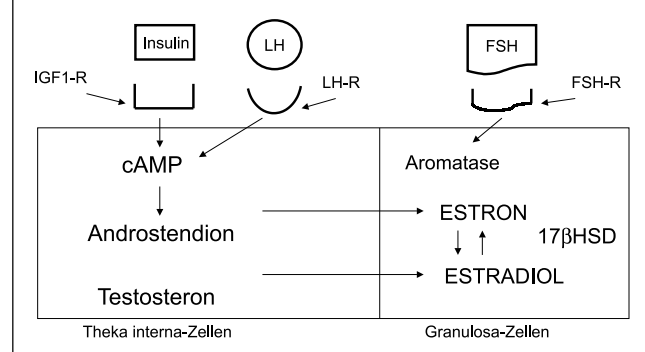 Insulin
LH
FSH
IGF1-R
LH-R
FSH-R
cAMP
Aromatase
Androstendion
ESTRON
17βHSD
ESTRADIOL
Testosteron
Theka interna-Zellen
Granulosa-Zellen